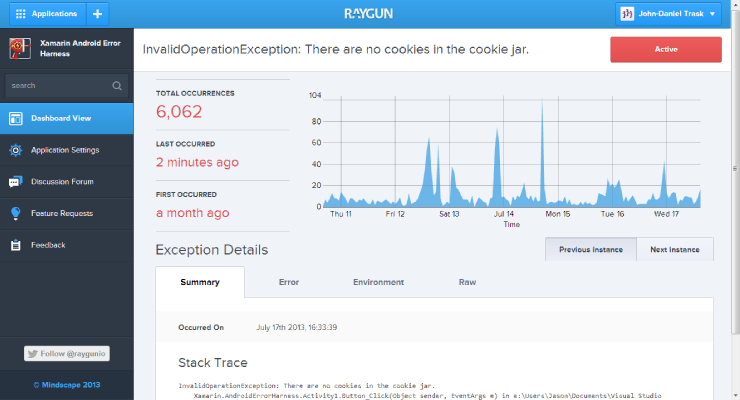 Applications
+
RAYGUN
John-Daniel Trask
Xamarin Android Error
Harness
InvalidOperationException: There are no cookies in the cookie jar.
Active
search
Dashboard View
Application Settings
Discussion Forum
Feature Requests
Feedback
Follow @raygunio
© Mindscape 2013
TOTAL OCCURRENCES
6,062
LAST OCCURRED
2 minutes ago
FIRST OCCURRED
a month ago
104
80
60
40
20
0
Thu 11 Fri 12 Sat 13 Jul 14 Mon 15 Tue 16 Wed 17
Time
Exception Details
Previous instance Next instance
Summary Error Environment Raw
Occurred On July 17th 2013, 16:33:39
Stack Trace
InvalidOperationException: There are no cookies in the cookie jar.
Xamarin.AndroidErrorHarness.Activity1.Button_Click(Object sender, EventArgs e) in e:\Users\Jason\Documents\Visual Studio